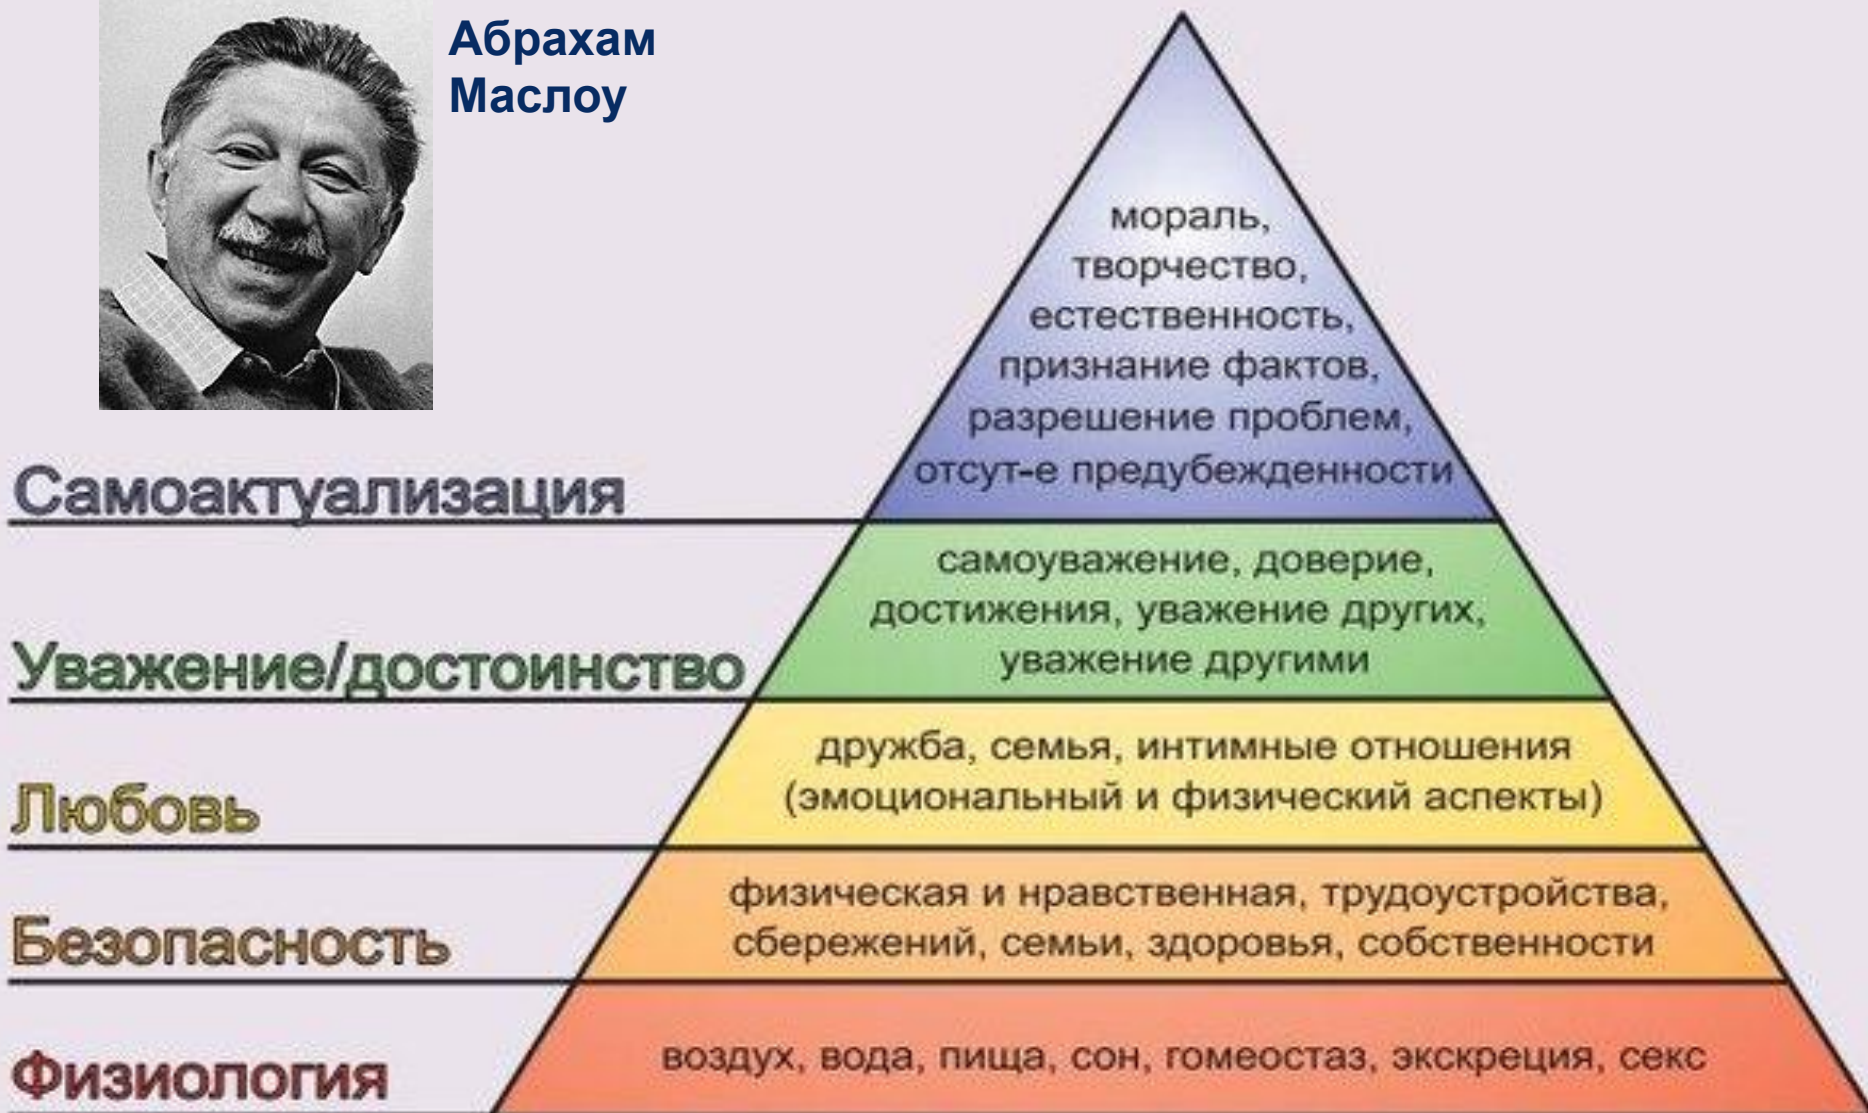 Абрахам
Маслоу
мораль,
творчество,
естественность,
признание фактов,
разрешение проблем,
отсут-е предубежденности
Самоактуализация
самоуважение, доверие,
достижения, уважение других,
уважение другими
Уважение/достоинство
дружба, семья, интимные отношения
(эмоциональный и физический аспекты)
Любовь
физическая и нравственная, трудоустройства,
сбережений, семьи, здоровья, собственности
Безопасность
воздух, вода, пища, сон, гомеостаз, экскреция, секс
Физиология